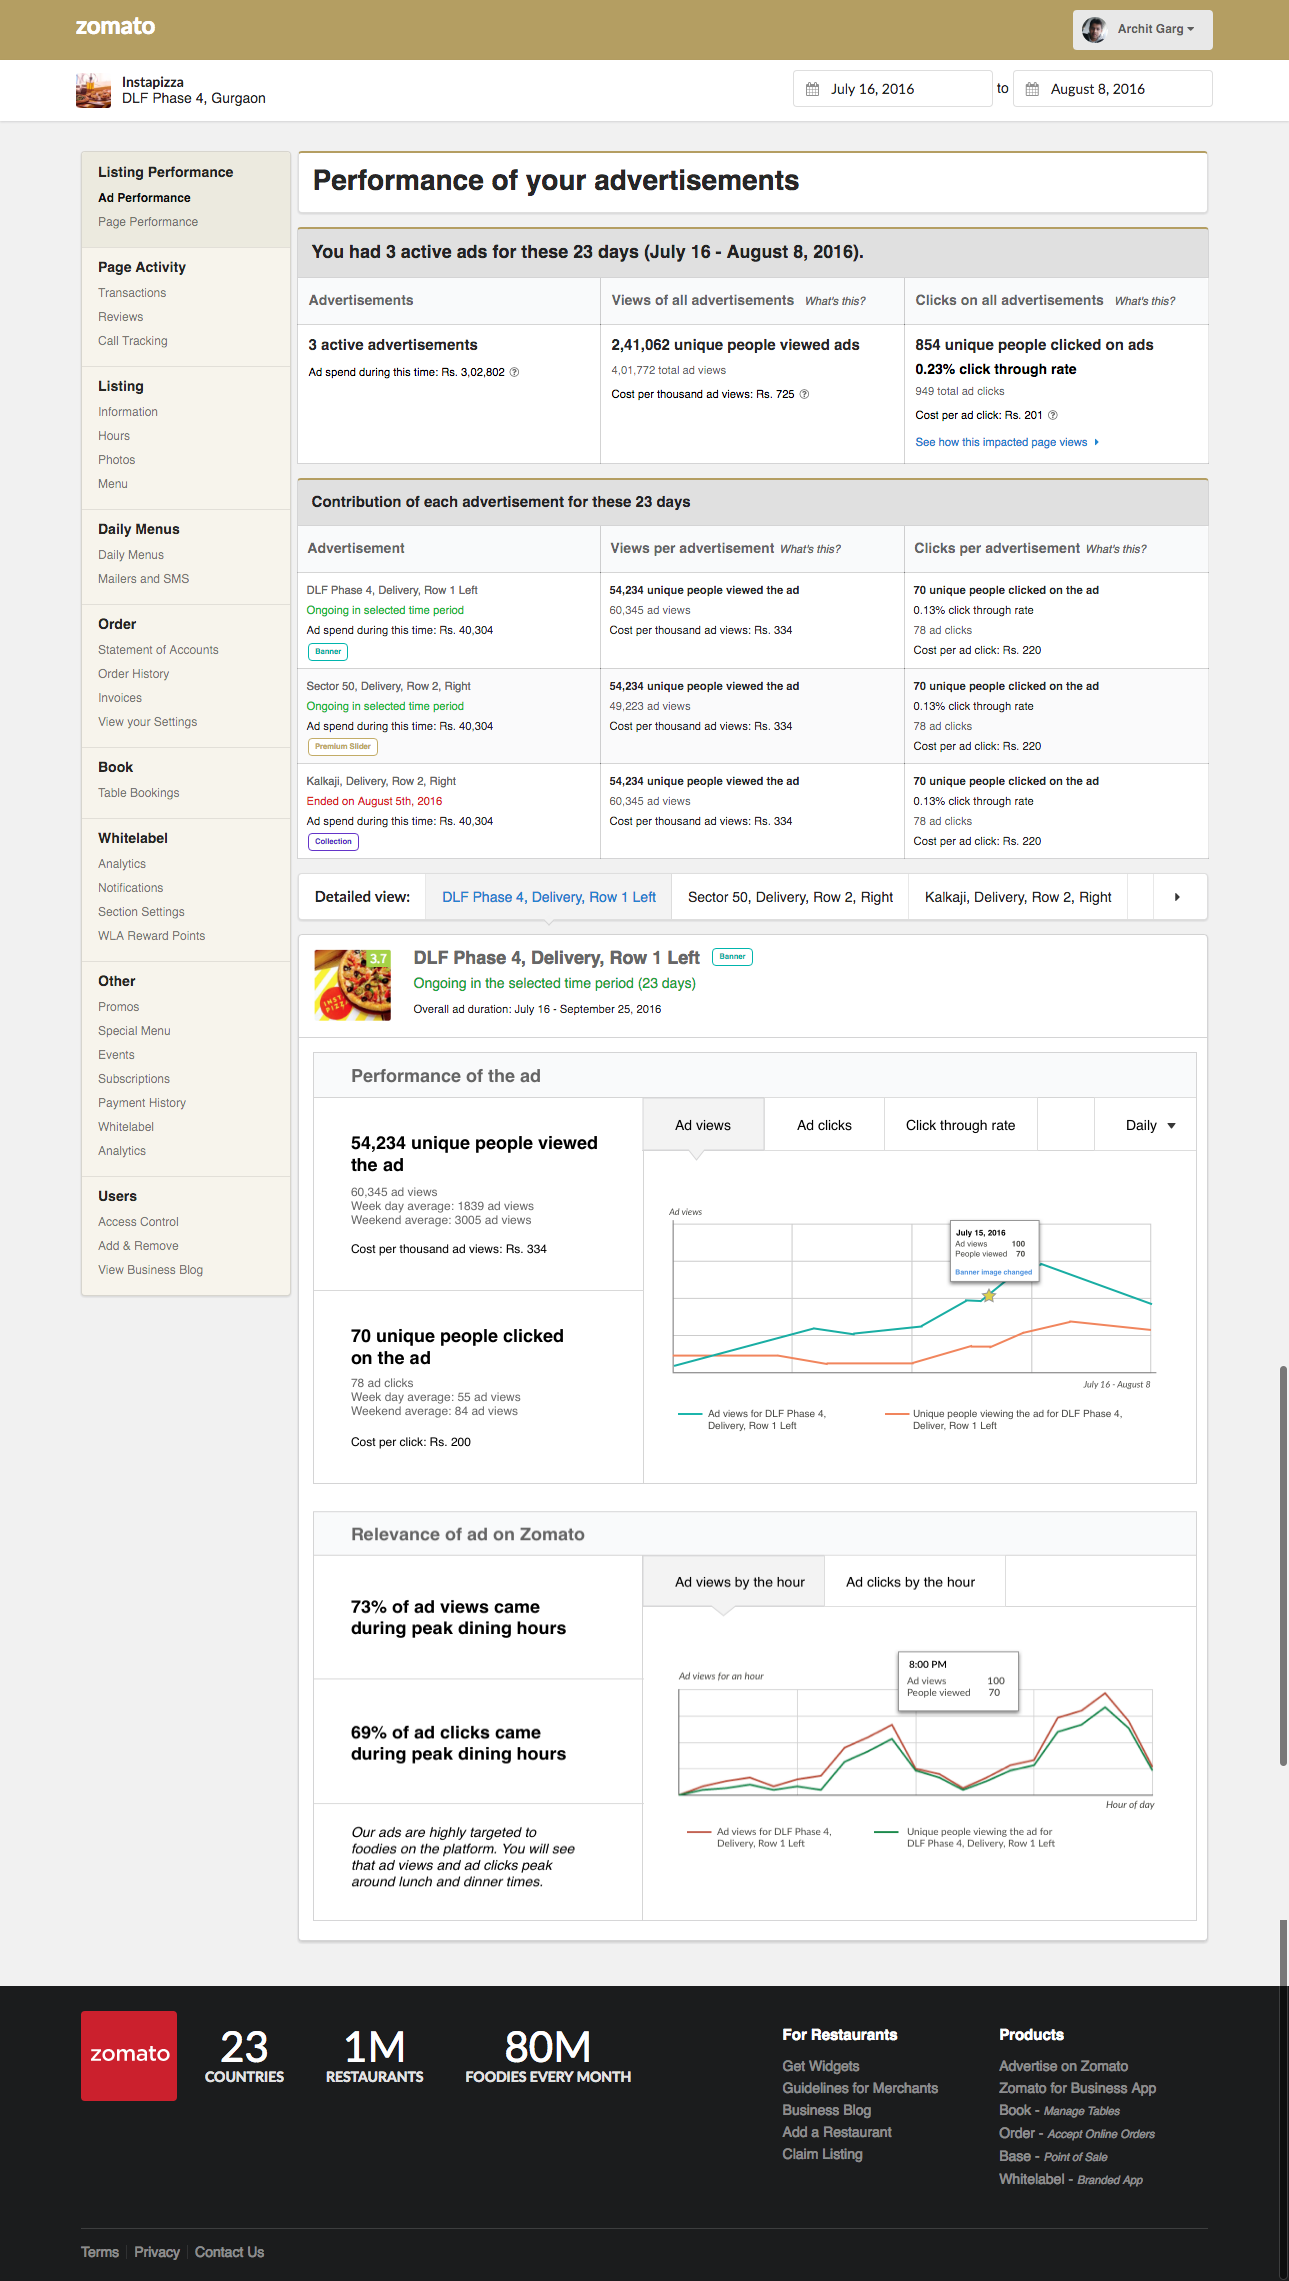 zomato
Archit Garg
Instapizza
DLF Phase 4, Gurgaon
July 16, 2016
to
August 8, 2016
Listing Performance
Ad Performance
Page Performance
Page Activity
Transactions
Reviews
Call Tracking
Listing
Information
Hours
Photos
Menu
Daily Menus
Daily Menus
Mailers and SMS
Order
Statement of Accounts
Order History
Invoices
View your Settings
Book
Table Bookings
Whitelabel
Analytics
Notifications
Section Settings
WLA Reward Points
Other
Promos
Special Menu
Events
Subscriptions
Payment History
Whitelabel
Analytics
Users
Access Control
Add & Remove
View Business Blog
Performance of your advertisements
You had 3 active ads for these 23 days (July 16 - August 8, 2016).
Advertisements
Views of all advertisements What's this?
Clicks on all advertisements What's this?
3 active advertisements
Ad spend during this time: Rs. 3,02,802 ?
2,41,062 unique people viewed ads
4,01,772 total ad views
Cost per thousand ad views: Rs. 725 ?
854 unique people clicked on ads
0.23% click through rate
949 total ad clicks
Cost per ad click: Rs. 201 ?
See how this impacted page views
Contribution of each advertisement for these 23 days
Advertisement
Views per advertisement What's this?
Clicks per advertisement What's this?
DLF Phase 4, Delivery, Row 1 Left
Ongoing in selected time period
Ad spend during this time: Rs. 40,304
Banner
54,234 unique people viewed the ad
60,345 ad views
Cost per thousand ad views: Rs. 334
70 unique people clicked on the ad
0.13% click through rate
78 ad clicks
Cost per ad click: Rs. 220
Sector 50, Delivery, Row 2, Right
Ongoing in selected time period
Ad spend during this time: Rs. 40,304
Premium Slider
54,234 unique people viewed the ad
49,223 ad views
Cost per thousand ad views: Rs. 334
70 unique people clicked on the ad
0.13% click through rate
78 ad clicks
Cost per ad click: Rs. 220
Kalkaji, Delivery, Row 2, Right
Ended on August 5th, 2016
Ad spend during this time: Rs. 40,304
Collection
54,234 unique people viewed the ad
60,345 ad views
Cost per thousand ad views: Rs. 334
70 unique people clicked on the ad
0.13% click through rate
78 ad clicks
Cost per ad click: Rs. 220
Detailed view:
DLF Phase 4, Delivery, Row 1 Left
Sector 50, Delivery, Row 2, Right
Kalkaji, Delivery, Row 2, Right
3.7
INST
PIZZ
DLF Phase 4, Delivery, Row 1 Left
Banner
Ongoing in the selected time period (23 days)
Overall ad duration: July 16 - September 25, 2016
Performance of the ad
54,234 unique people viewed
the ad
60,345 ad views
Week day average: 1839 ad views
Weekend average: 3005 ad views
Cost per thousand ad views: Rs. 334
70 unique people clicked
on the ad
78 ad clicks
Week day average: 55 ad views
Weekend average: 84 ad views
Cost per click: Rs. 200
Ad views
Ad clicks
Click through rate
Daily
Ad views
July 15, 2016
Ad views 100
People viewed 70
Banner image changed
July 16 - August 8
Ad views for DLF Phase 4,
Delivery, Row 1 Left
Unique people viewing the ad for DLF Phase 4,
Deliver, Row 1 Left
Relevance of ad on Zomato
73% of ad views came
during peak dining hours
69% of ad clicks came
during peak dining hours
Our ads are highly targeted to
foodies on the platform. You will see
that ad views and ad clicks peak
around lunch and dinner times.
Ad views by the hour
Ad clicks by the hour
Ad views for an hour
8:00 PM
Ad views 100
People viewed 70
Hour of day
Ad views for DLF Phase 4,
Delivery, Row 1 Left
Unique people viewing the ad for
DLF Phase 4, Delivery, Row 1 Left
zomato
23
COUNTRIES
1M
RESTAURANTS
80M
FOODIES EVERY MONTH
For Restaurants
Get Widgets
Guidelines for Merchants
Business Blog
Add a Restaurant
Claim Listing
Products
Advertise on Zomato
Zomato for Business App
Book - Manage Tables
Order - Accept Online Orders
Base - Point of Sale
Whitelabel - Branded App
Terms
Privacy
Contact Us